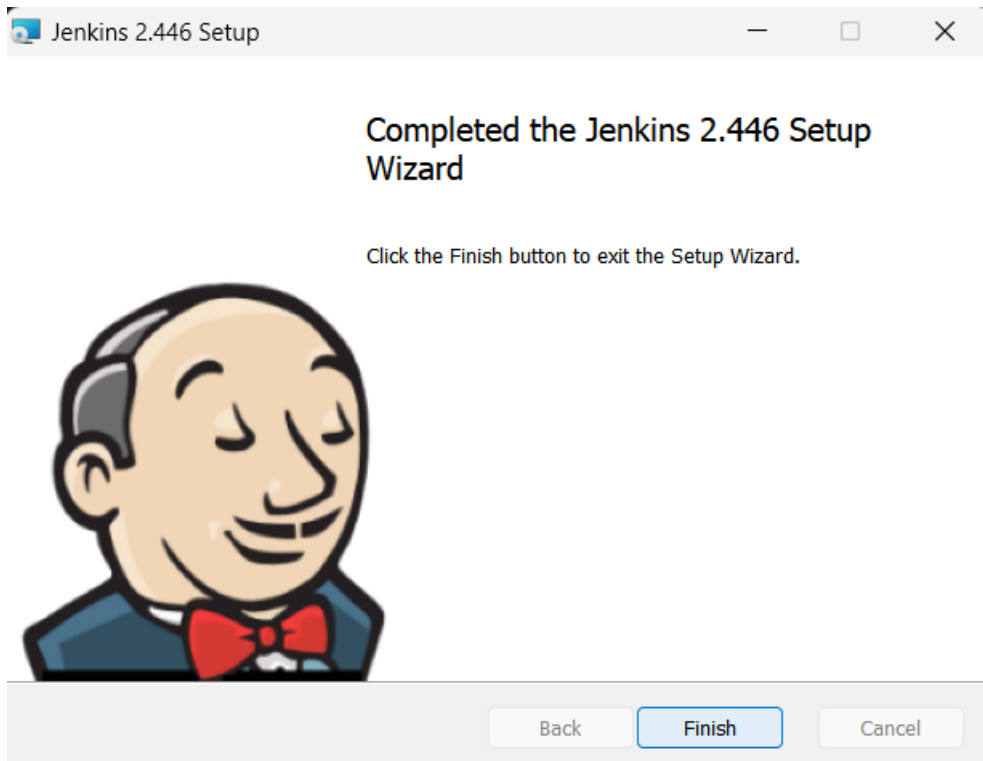 Jenkins 2.446 Setup
Completed the Jenkins 2.446 Setup
Wizard
Click the Finish button to exit the Setup Wizard.
Back
Finish
Cancel